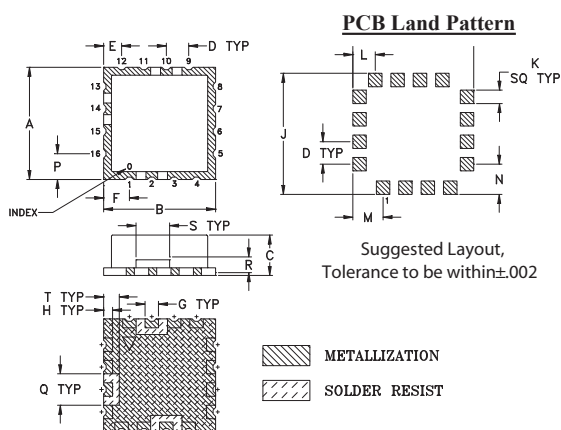 PCB Land Pattern
E
D TYP
12 11 10 9
13
14
15
16
8
7
6
5
A
P
0
1 2 3 4
F
B
INDEX
L
K
SQ TYP
J
D TYP
N
M
1
S TYP
C
R
Suggested Layout,
Tolerance to be within±.002
T TYP
H TYP
G TYP
Q TYP
METALLIZATION
SOLDER RESIST